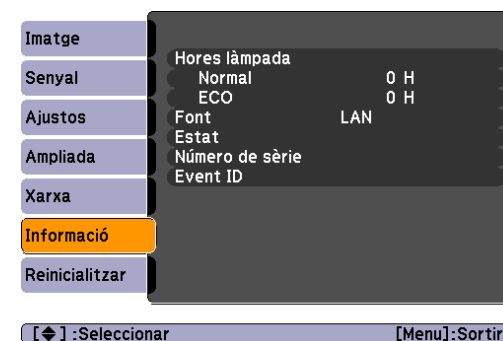 Imatge
Senyal
Ajustos
Ampliada
Xarxa
Informació
Reinicialitzar
Hores làmpada
Normal 0 H
ECO 0 H
Font LAN
Estat
Número de sèrie
Event ID
[◆] :Seleccionar [Menu]:Sortir